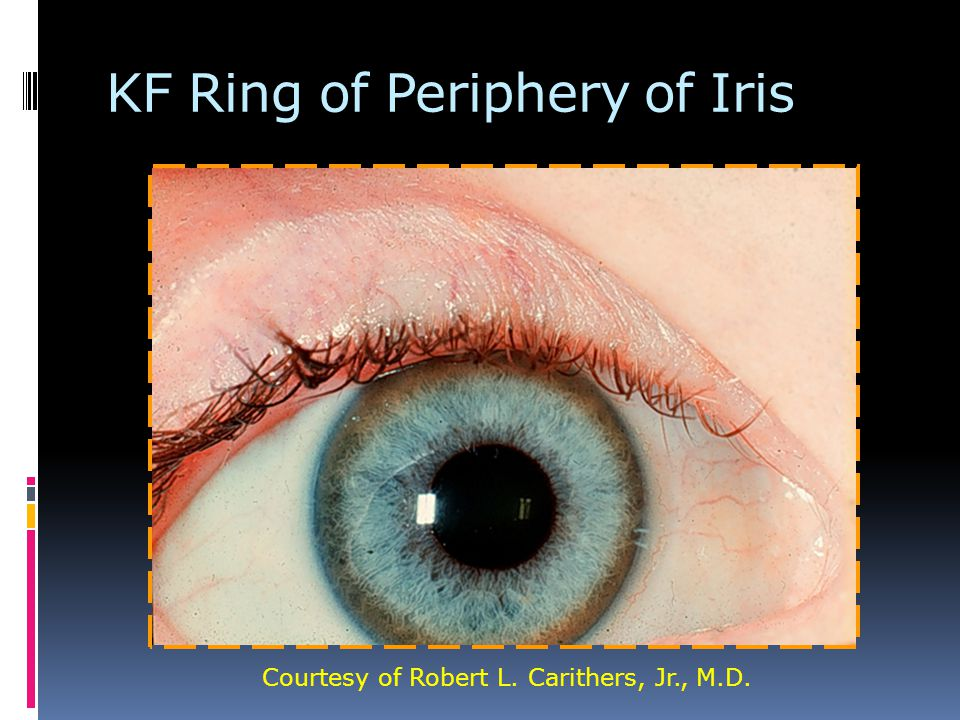 KF Ring of Periphery of Iris
Courtesy of Robert L. Carithers, Jr., M.D.